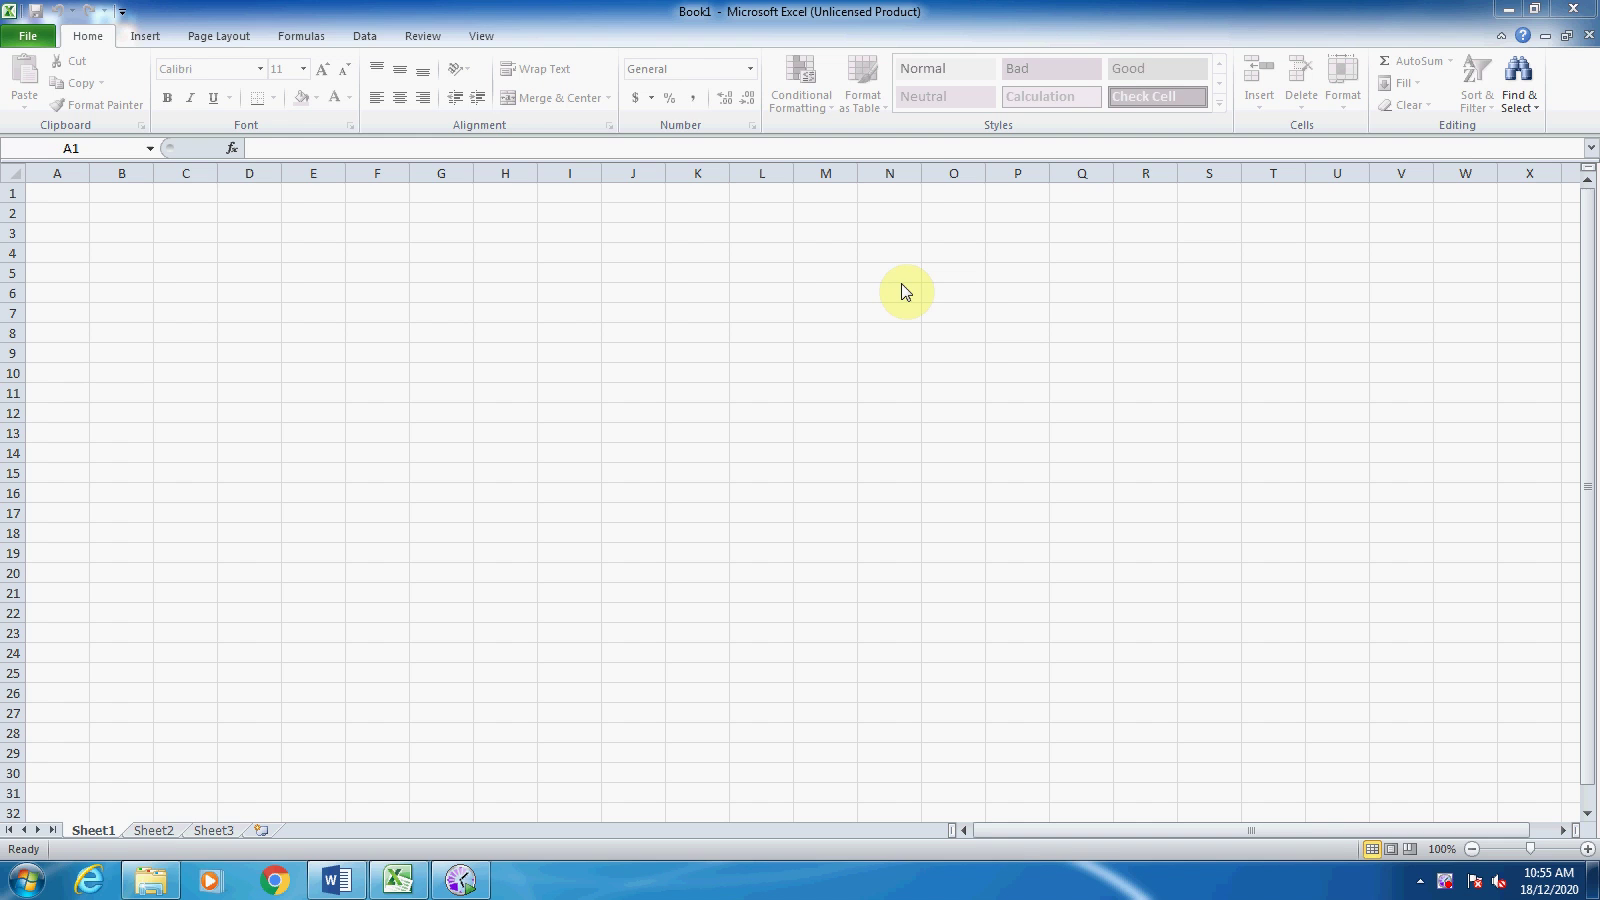 Book1 - Microsoft Excel (Unlicensed Product)
File Home Insert Page Layout Formulas Data Review View
Paste
Cut
Copy
Format Painter
Clipboard
Calibri 11
B I U A
Font
Wrap Text
Merge & Center
Alignment
General
$ % ,
Number
Conditional Formatting
Format as Table
Normal Bad Good
Neutral Calculation Check Cell
Styles
Insert Delete Format
Cells
Σ AutoSum
Fill
Clear
Sort & Filter
Find & Select
Editing
A1 fx
A B C D E F G H I J K L M N O P Q R S T U V W X
1
2
3
4
5
6
7
8
9
10
11
12
13
14
15
16
17
18
19
20
21
22
23
24
25
26
27
28
29
30
31
32
Sheet1 Sheet2 Sheet3
Ready 100%
10:55 AM
18/12/2020